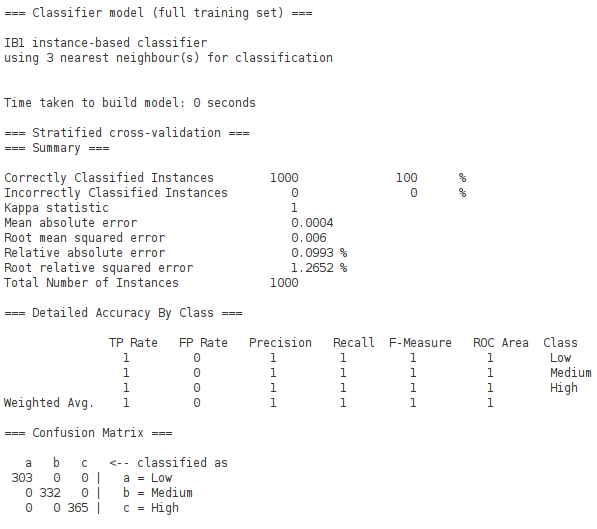 === Classifier model (full training set) ===
IB1 instance-based classifier
using 3 nearest neighbour(s) for classification
Time taken to build model: 0 seconds
=== Stratified cross-validation ===
=== Summary ===
Correctly Classified Instances 1000 100 %
Incorrectly Classified Instances 0 0 %
Kappa statistic 1
Mean absolute error 0.0004
Root mean squared error 0.006
Relative absolute error 0.0993 %
Root relative squared error 1.2652 %
Total Number of Instances 1000
=== Detailed Accuracy By Class ===
TP Rate FP Rate Precision Recall F-Measure ROC Area Class
1 0 1 1 1 1 Low
1 0 1 1 1 1 Medium
1 0 1 1 1 1 High
Weighted Avg. 1 0 1 1 1 1
=== Confusion Matrix ===
a b c <-- classified as
303 0 0 | a = Low
0 332 0 | b = Medium
0 0 365 | c = High